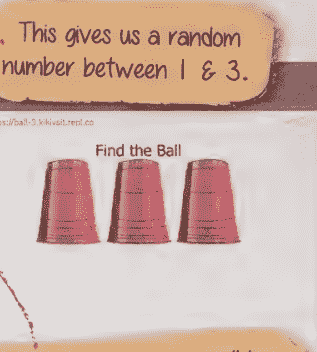 This gives us a random
number between 1 & 3.
Find the Ball